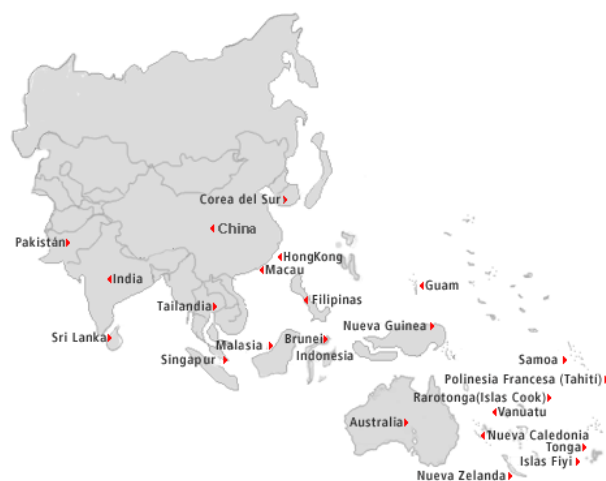 Corea del Sur
China
Pakistán
HongKong
Macau
India
Guam
Tailandia
Filipinas
Nueva Guinea
Sri Lanka
Malasia
Brunei
Singapur
Indonesia
Samoa
Polinesia Francesa (Tahití)
Rarotonga(Islas Cook)
Vanuatu
Australia
Nueva Caledonia
Tonga
Islas Fiyi
Nueva Zelanda